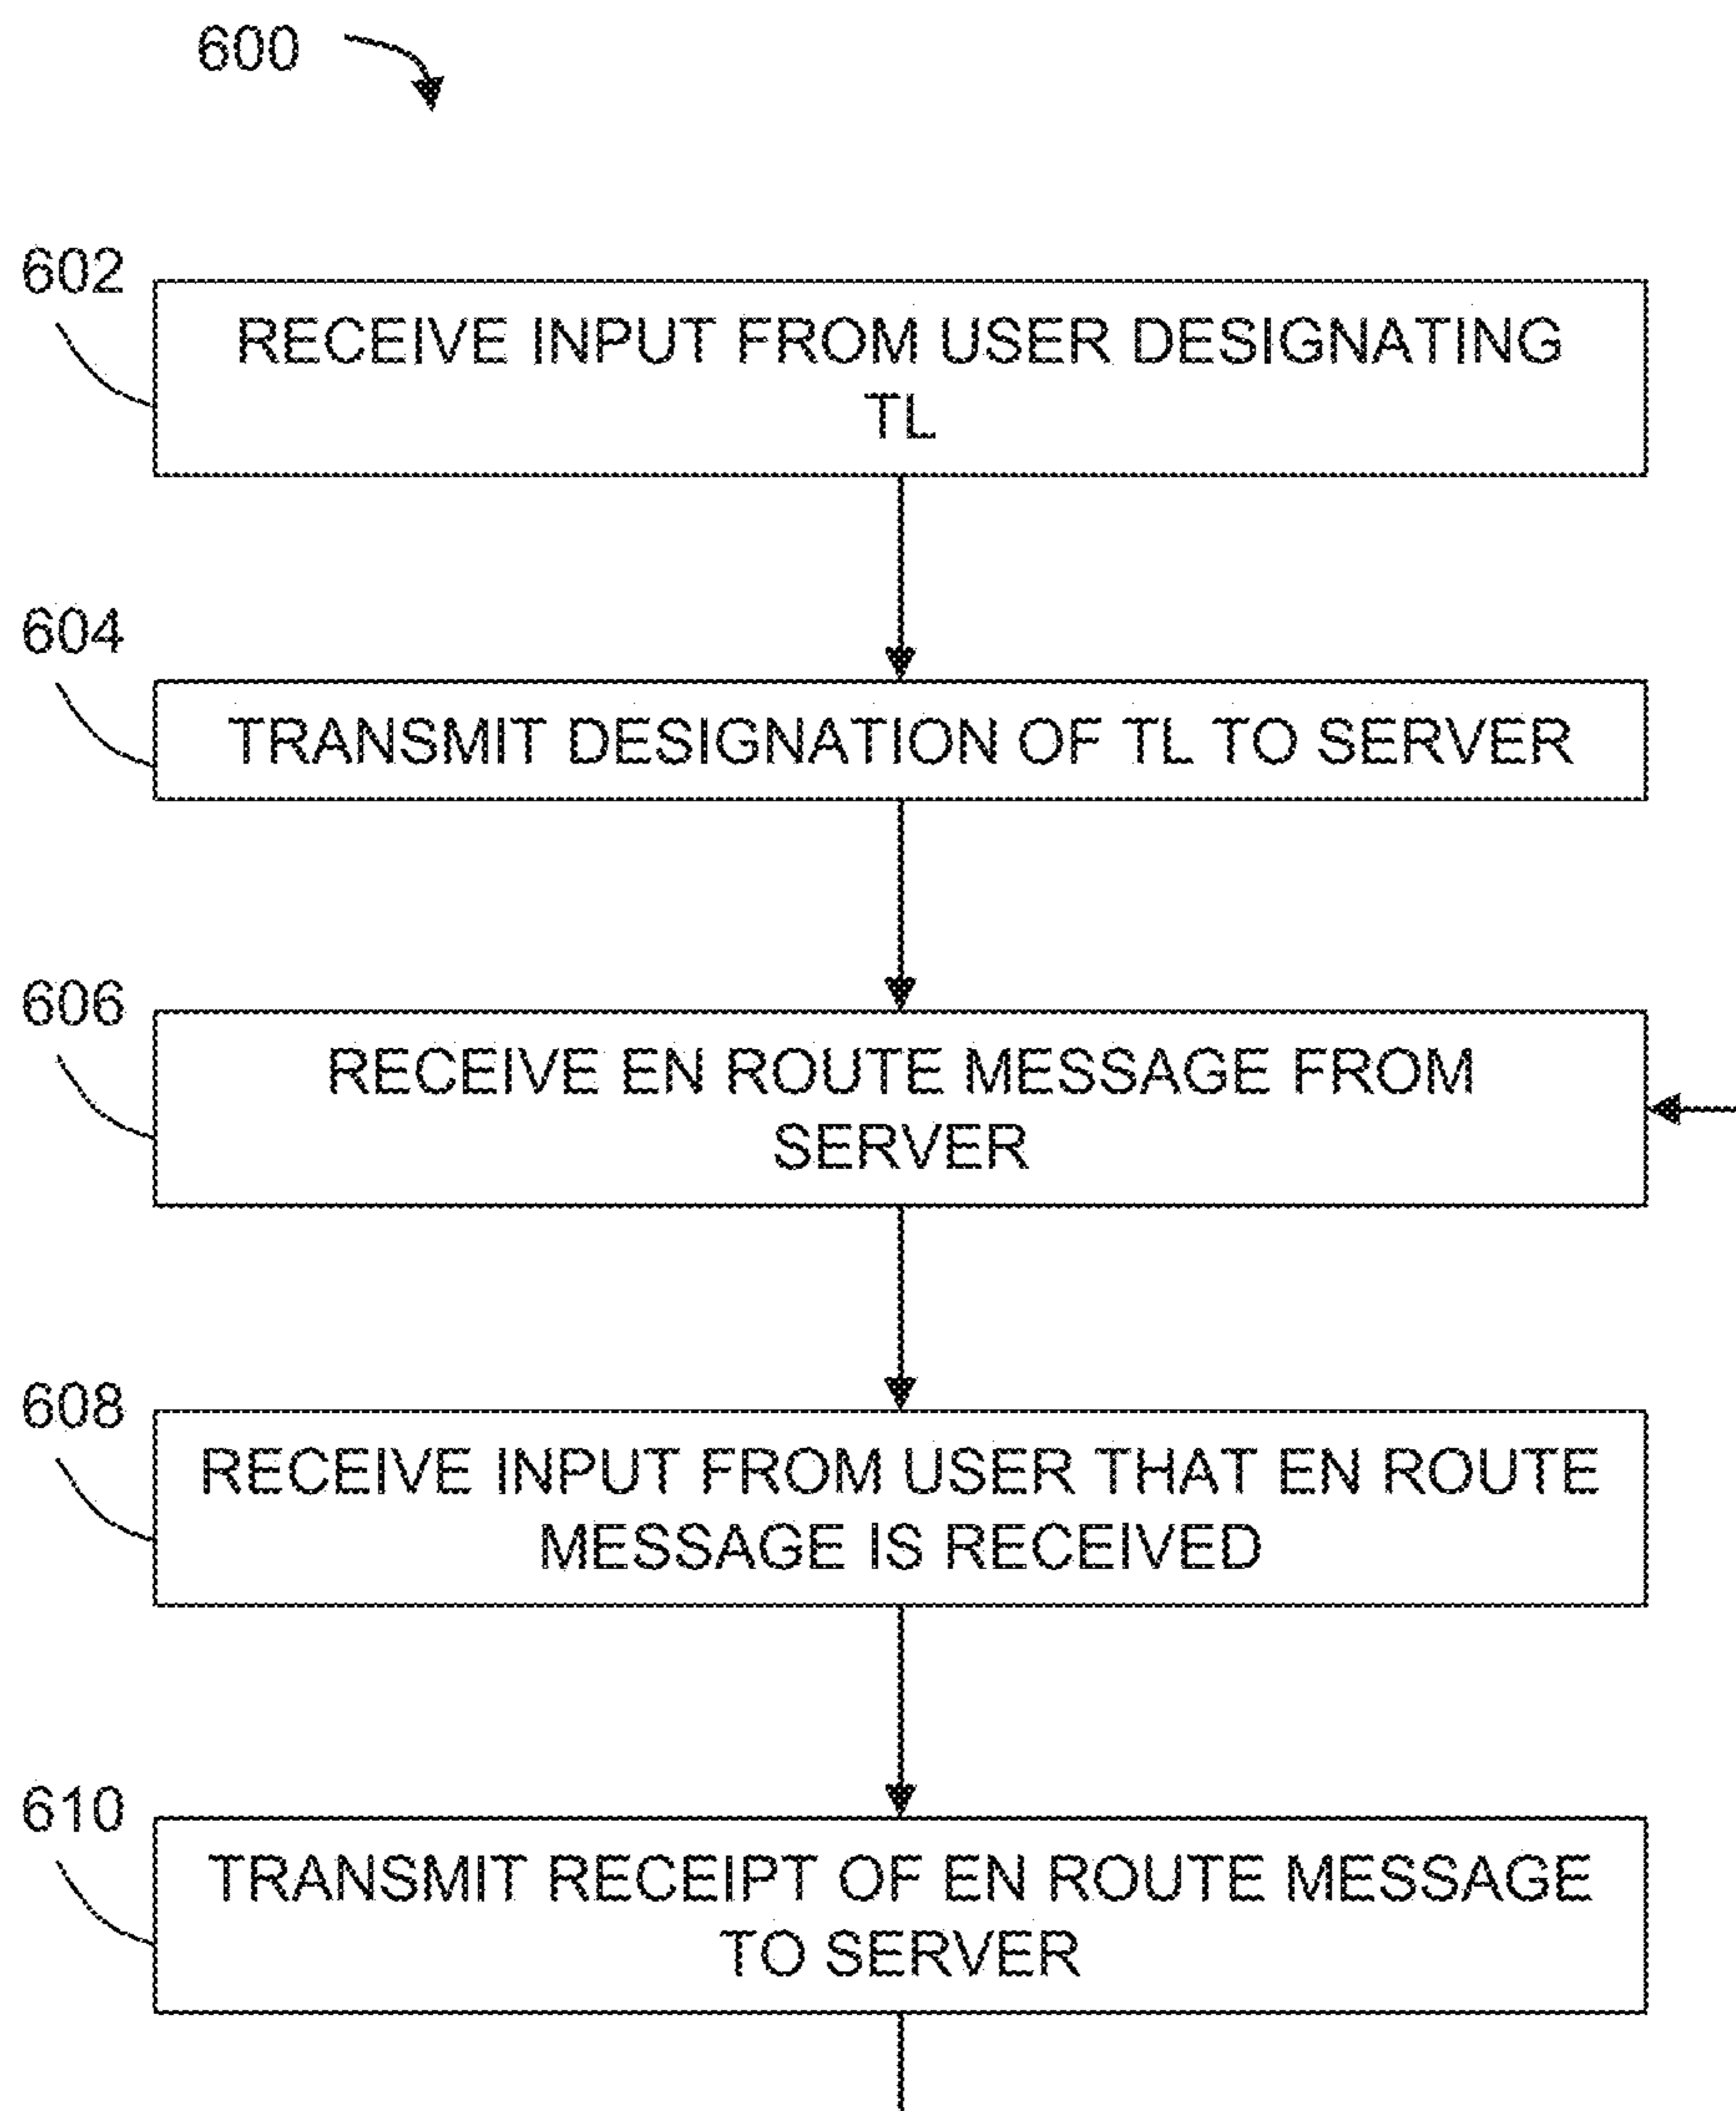 600
602
RECEIVE INPUT FROM USER DESIGNATING
TL
604
TRANSMIT DESIGNATION OF TL TO SERVER
606
RECEIVE EN ROUTE MESSAGE FROM
SERVER
608
RECEIVE INPUT FROM USER THAT EN ROUTE
MESSAGE IS RECEIVED
610
TRANSMIT RECEIPT OF EN ROUTE MESSAGE
TO SERVER